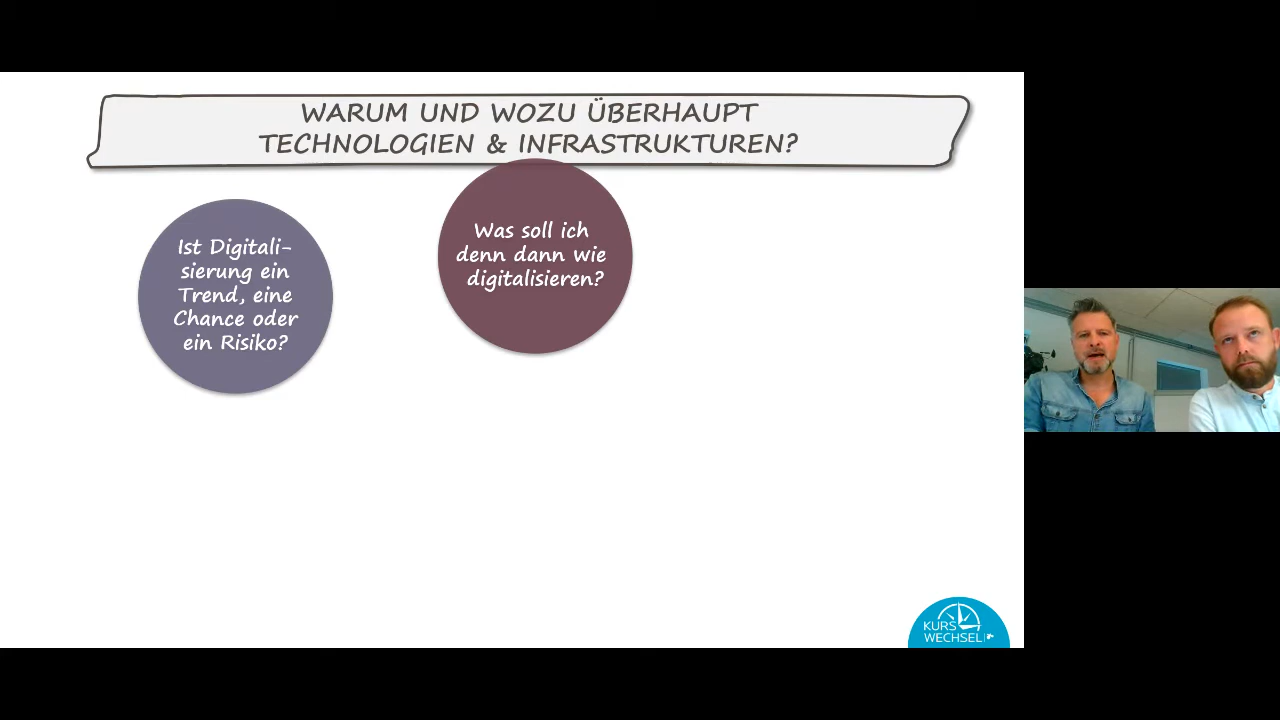 WARUM UND WOZU ÜBERHAUPT
TECHNOLOGIEN & INFRASTRUKTUREN?
Ist Digitali-
sierung ein
Trend, eine
Chance oder
ein Risiko?
Was soll ich
denn dann wie
digitalisieren?
KURS
WECHSEL